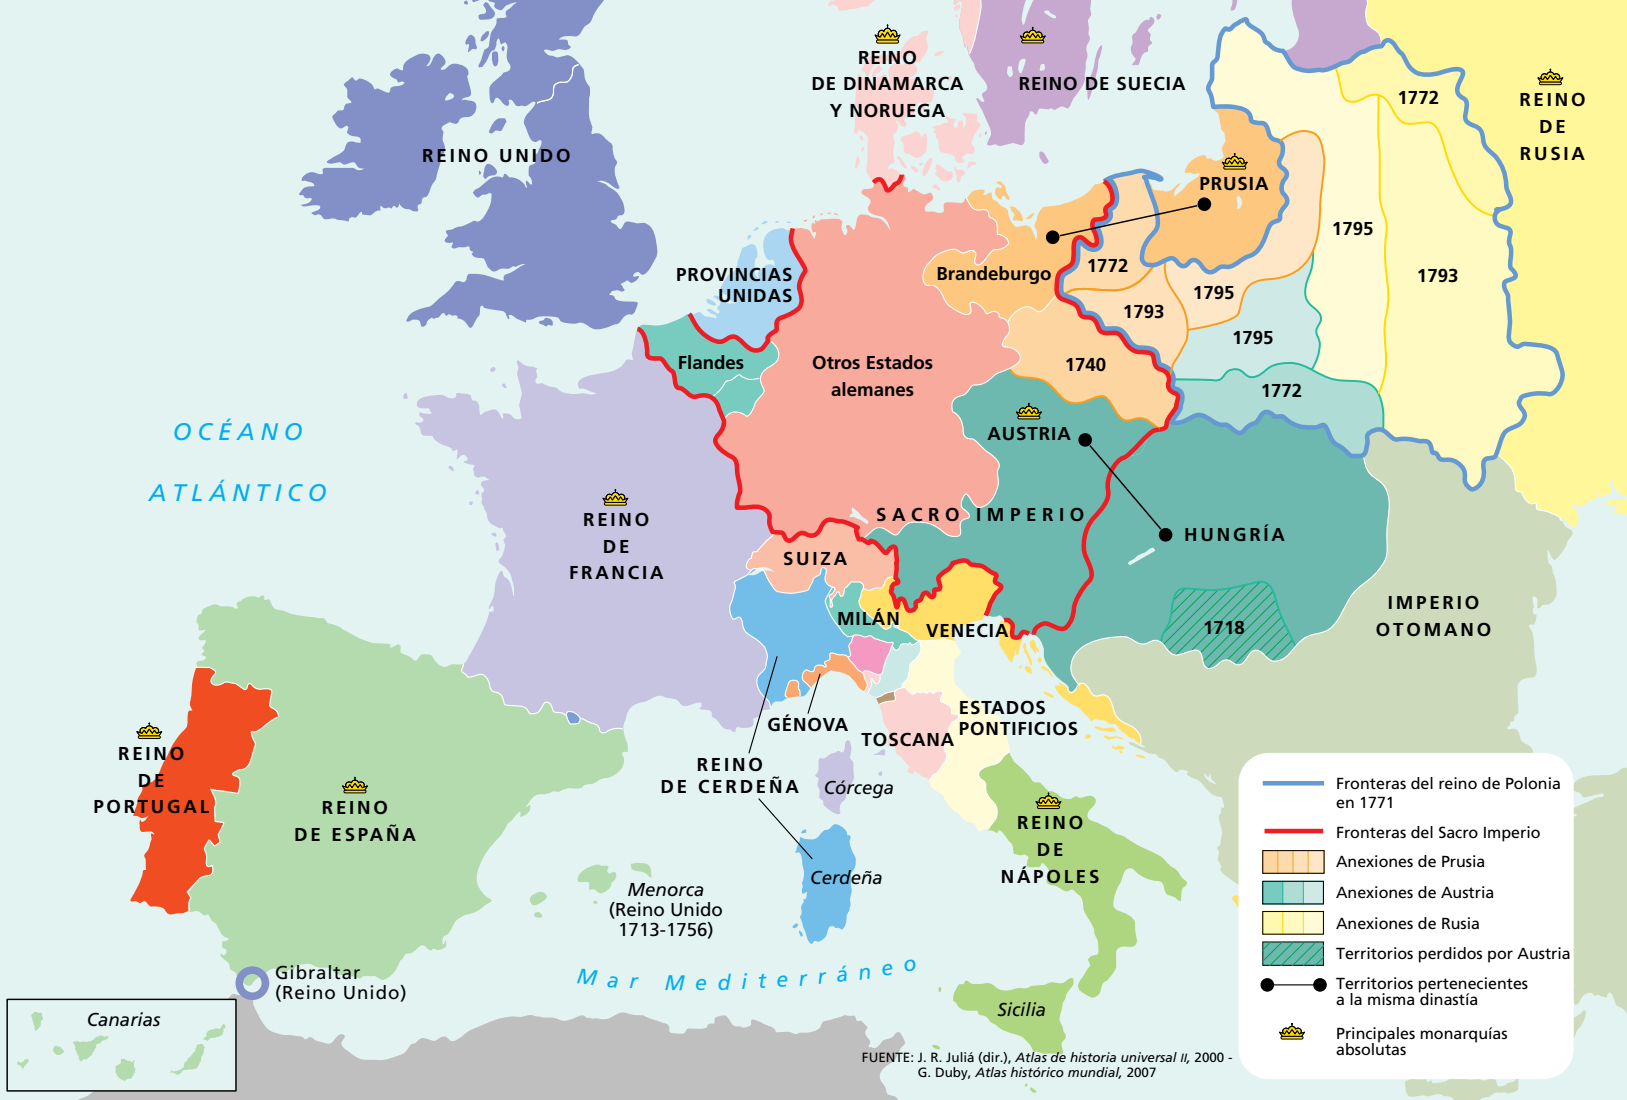 REINO
DE DINAMARCA
Y NORUEGA
REINO DE SUECIA
1772
REINO
DE
RUSIA
REINO UNIDO
PRUSIA
1795
PROVINCIAS
UNIDAS
Brandeburgo
1772
1793
1795
1793
1795
Flandes
Otros Estados
alemanes
1740
1772
OCÉANO
ATLÁNTICO
AUSTRIA
REINO
DE
FRANCIA
SACRO IMPERIO
HUNGRÍA
SUIZA
IMPERIO
OTOMANO
MILÁN
VENECIA
1718
GÉNOVA
ESTADOS
PONTIFICIOS
TOSCANA
REINO
DE
PORTUGAL
REINO
DE ESPAÑA
REINO
DE CERDEÑA
Córcega
REINO
DE
NÁPOLES
Cerdeña
Menorca
(Reino Unido
1713-1756)
Mar Mediterráneo
Gibraltar
(Reino Unido)
Canarias
Sicilia
Fronteras del reino de Polonia
en 1771
Fronteras del Sacro Imperio
Anexiones de Prusia
Anexiones de Austria
Anexiones de Rusia
Territorios perdidos por Austria
Territorios pertenecientes
a la misma dinastía
Principales monarquías
absolutas
FUENTE: J. R. Juliá (dir.), Atlas de historia universal II, 2000 -
G. Duby, Atlas histórico mundial, 2007